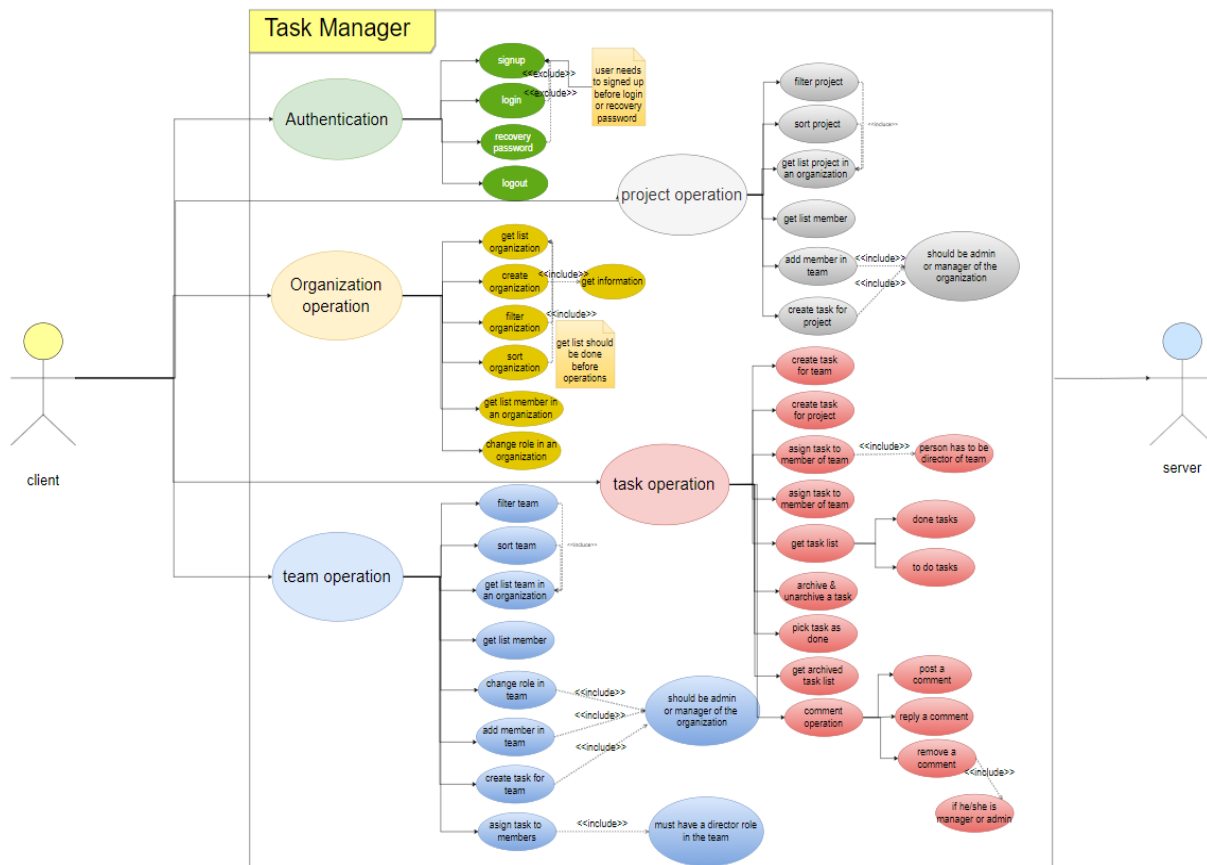 Task Manager
Authentication
signup
login
recovery
password
logout
<<exclude>>
<<exclude>>
user needs
to signed up
before login
or recovery
password
project operation
filter project
sort project
get list project in
an organization
<<include>>
get list member
add member in
team
create task for
project
<<include>>
<<include>>
should be admin
or manager of the
organization
Organization
operation
get list
organization
create
organization
filter
organization
sort
organization
get list member in
an organization
change role in an
organization
<<include>>
<<include>>
get information
get list should
be done
before
operations
client
server
task operation
create task
for team
create task
for project
asign task to
member of team
<<include>>
person has to be
director of team
asign task to
member of team
get task list
done tasks
to do tasks
archive &
unarchive a task
pick task as
done
get archived
task list
comment
operation
post a
comment
reply a comment
remove a
comment
<<include>>
if he/she is
manager or admin
team operation
filter team
sort team
get list team in
an organization
<<include>>
get list member
change role in
team
add member in
team
create task for
team
<<include>>
<<include>>
<<include>>
should be admin
or manager of the
organization
asign task to
members
<<include>>
must have a director role
in the team